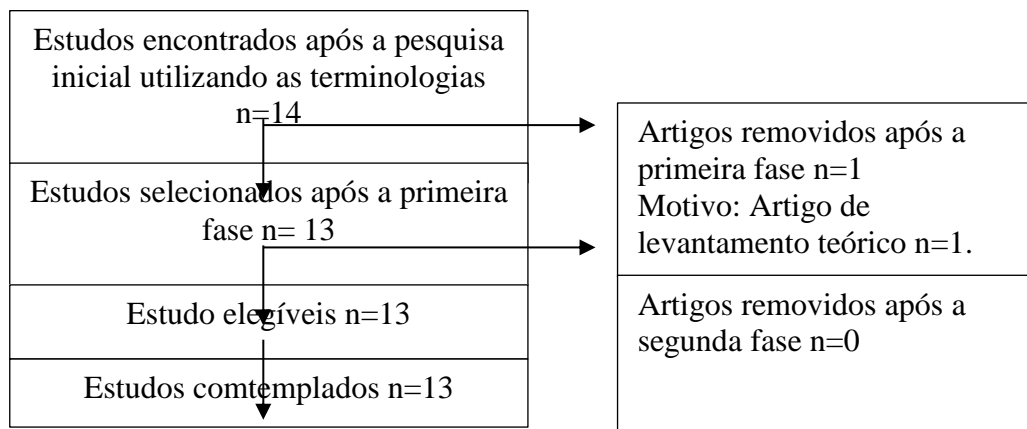 Estudos encontrados após a pesquisa
inicial utilizando as terminologias
n=14
Estudos selecionados após a primeira
fase n= 13
Estudo elegíveis n=13
Estudos comtemplados n=13
Artigos removidos após a
primeira fase n=1
Motivo: Artigo de
levantamento teórico n=1.
Artigos removidos após a
segunda fase n=0